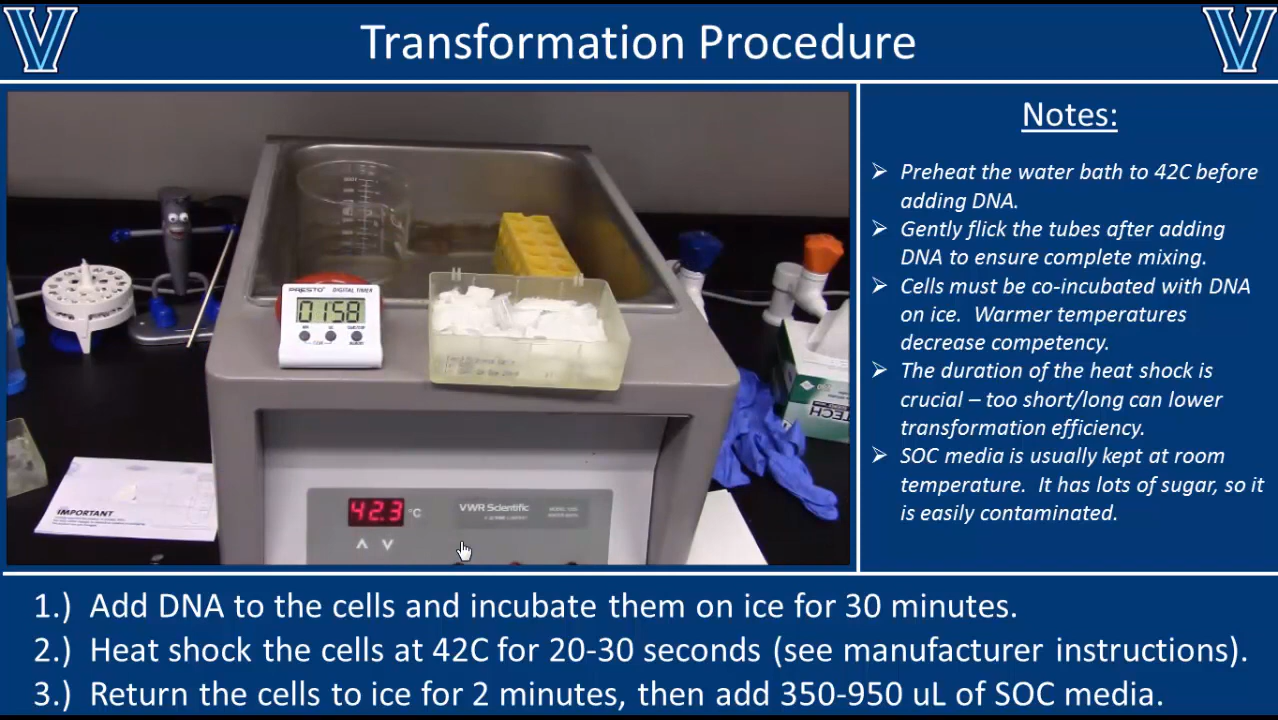 Transformation Procedure
Notes:
➢ Preheat the water bath to 42C before
adding DNA.
➢ Gently flick the tubes after adding
DNA to ensure complete mixing.
➢ Cells must be co-incubated with DNA
on ice. Warmer temperatures
decrease competency.
➢ The duration of the heat shock is
crucial – too short/long can lower
transformation efficiency.
➢ SOC media is usually kept at room
temperature. It has lots of sugar, so it
is easily contaminated.
PRESTO DIGITAL TIMER
0158
IMPORTANT
42.3 °C
VWR Scientific
1.) Add DNA to the cells and incubate them on ice for 30 minutes.
2.) Heat shock the cells at 42C for 20-30 seconds (see manufacturer instructions).
3.) Return the cells to ice for 2 minutes, then add 350-950 uL of SOC media.